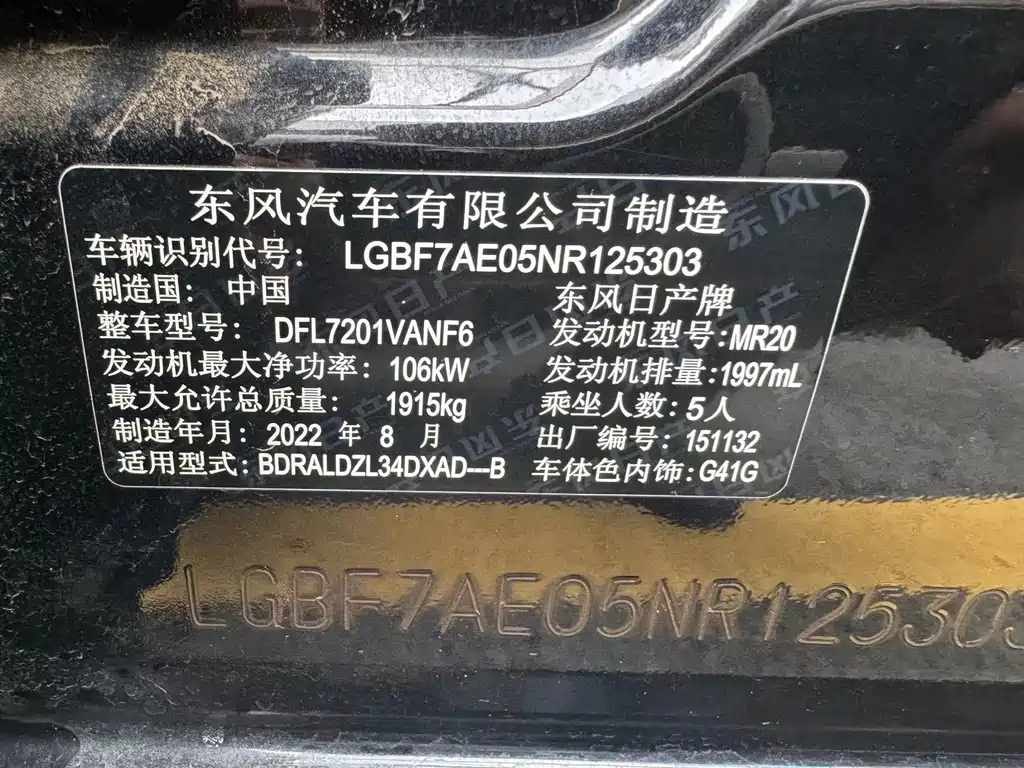 东风汽车有限公司制造
车辆识别代号: LGBF7AE05NR125303
制造国: 中国 东风日产牌
整车型号: DFL7201VANF6 发动机型号:MR20
发动机最大净功率: 106kW 发动机排量:1997mL
最大允许总质量: 1915kg 乘坐人数:5人
制造年月: 2022 年 8 月 出厂编号: 151132
适用型式: BDRALDZL34DXAD---B 车体色内饰:G41G
LGBF7AE05NR125303